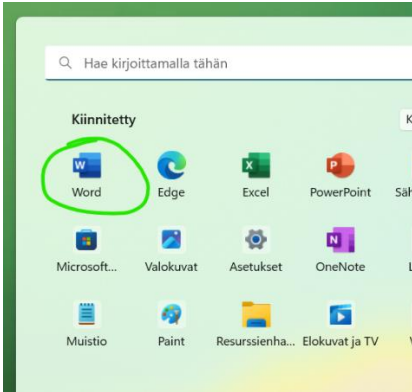 Hae kirjoittamalla tähän
Kiinnitetty
Word Edge Excel PowerPoint
Microsoft... Valokuvat Asetukset OneNote
Muistio Paint Resurssienha... Elokuvat ja TV